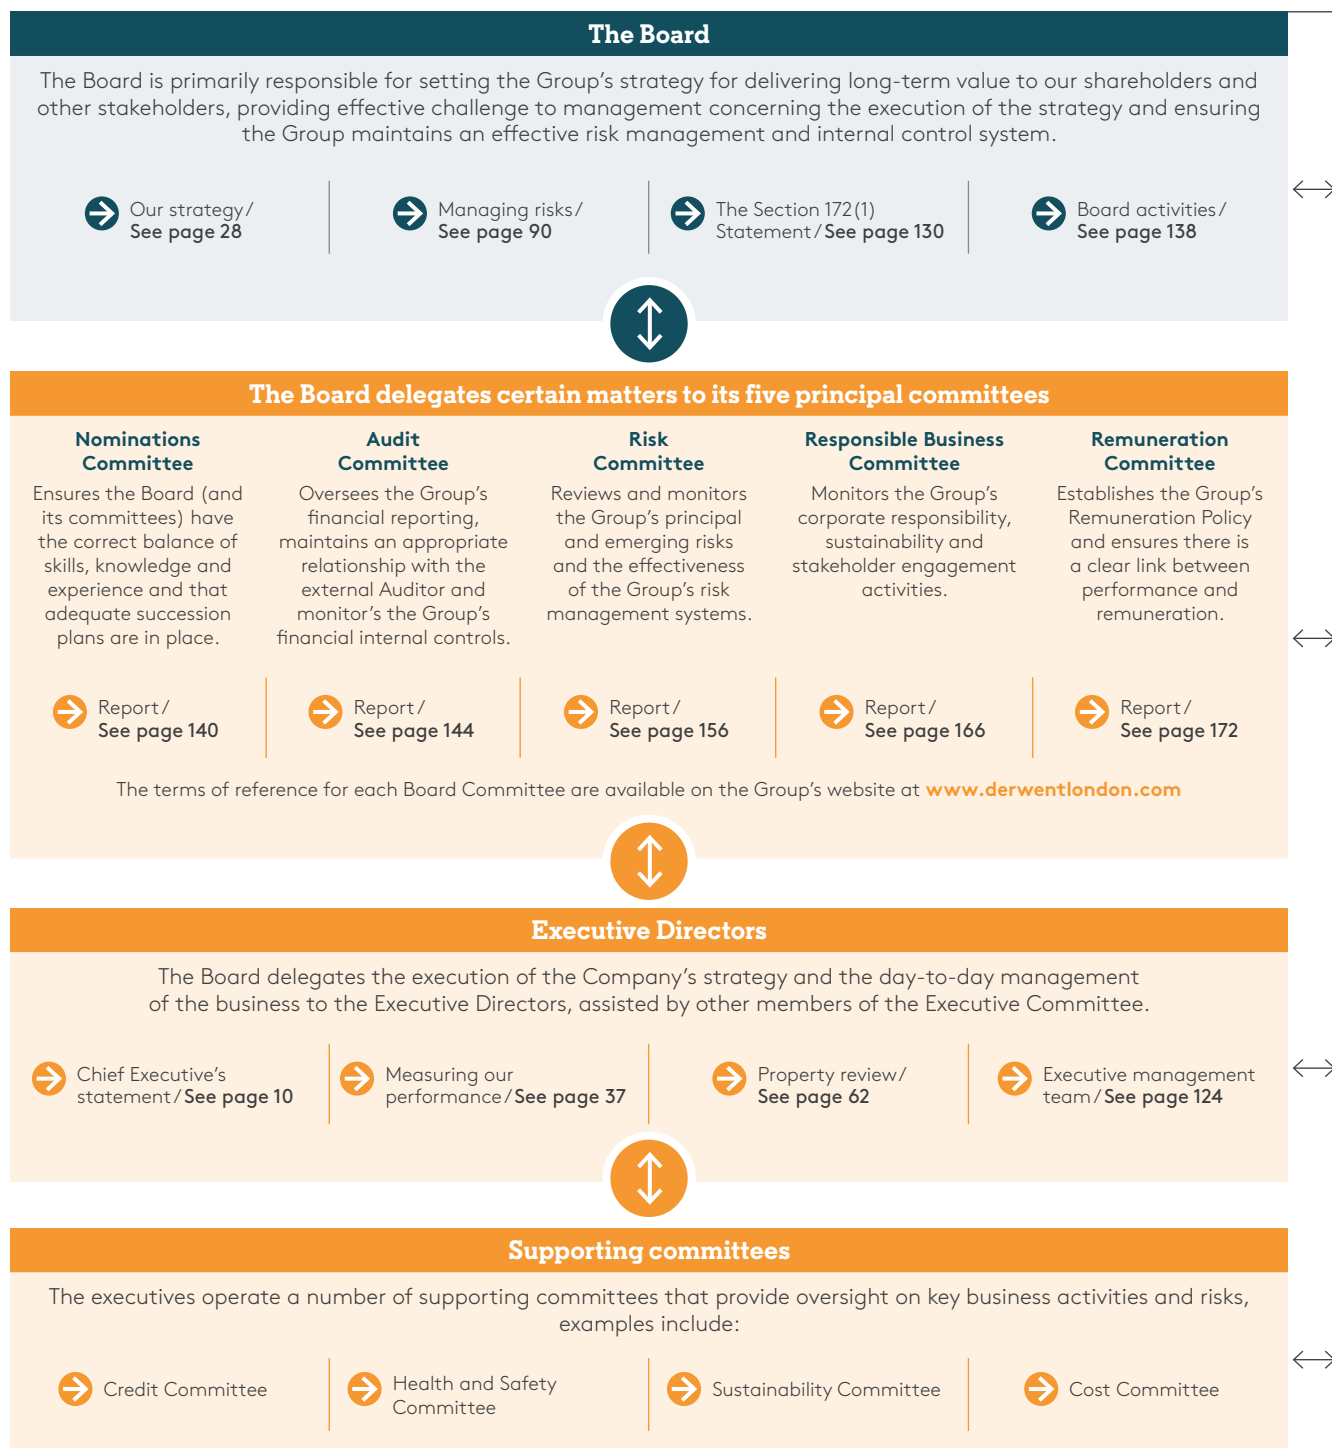 The Board
The Board is primarily responsible for setting the Group's strategy for delivering long-term value to our shareholders and
other stakeholders, providing effective challenge to management concerning the execution of the strategy and ensuring
the Group maintains an effective risk management and internal control system.
Our strategy/
See page 28
Managing risks/
See page 90
The Section 172(1)
Statement/See page 130
Board activities/
See page 138
The Board delegates certain matters to its five principal committees
Nominations
Committee
Ensures the Board (and
its committees) have
the correct balance of
skills, knowledge and
experience and that
adequate succession
plans are in place.
Audit
Committee
Oversees the Group's
financial reporting,
maintains an appropriate
relationship with the
external Auditor and
monitor's the Group's
financial internal controls.
Risk
Committee
Reviews and monitors
the Group's principal
and emerging risks
and the effectiveness
of the Group's risk
management systems.
Responsible Business
Committee
Monitors the Group's
corporate responsibility,
sustainability and
stakeholder engagement
activities.
Remuneration
Committee
Establishes the Group's
Remuneration Policy
and ensures there is
a clear link between
performance and
remuneration.
Report/
See page 140
Report/
See page 144
Report/
See page 156
Report/
See page 166
Report/
See page 172
The terms of reference for each Board Committee are available on the Group's website at www.derwentlondon.com
Executive Directors
The Board delegates the execution of the Company's strategy and the day-to-day management
of the business to the Executive Directors, assisted by other members of the Executive Committee.
Chief Executive's
statement/See page 10
Measuring our
performance/See page 37
Property review/
See page 62
Executive management
team/See page 124
Supporting committees
The executives operate a number of supporting committees that provide oversight on key business activities and risks,
examples include:
Credit Committee
Health and Safety
Committee
Sustainability Committee
Cost Committee